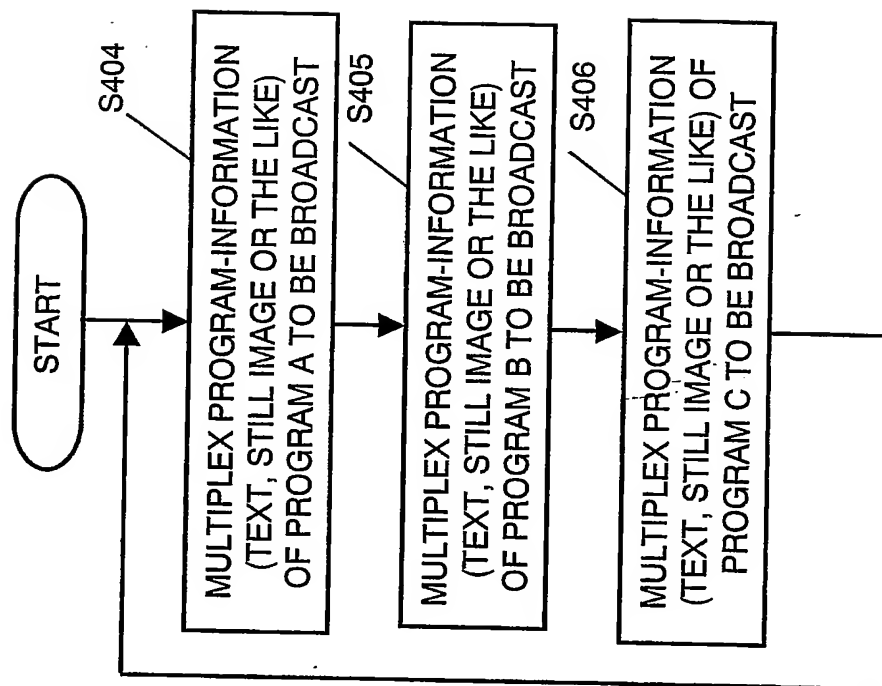 START
S404
MULTIPLEX PROGRAM-INFORMATION
(TEXT, STILL IMAGE OR THE LIKE)
OF PROGRAM A TO BE BROADCAST
S405
MULTIPLEX PROGRAM-INFORMATION
(TEXT, STILL IMAGE OR THE LIKE)
OF PROGRAM B TO BE BROADCAST
S406
MULTIPLEX PROGRAM-INFORMATION
(TEXT, STILL IMAGE OR THE LIKE) OF
PROGRAM C TO BE BROADCAST